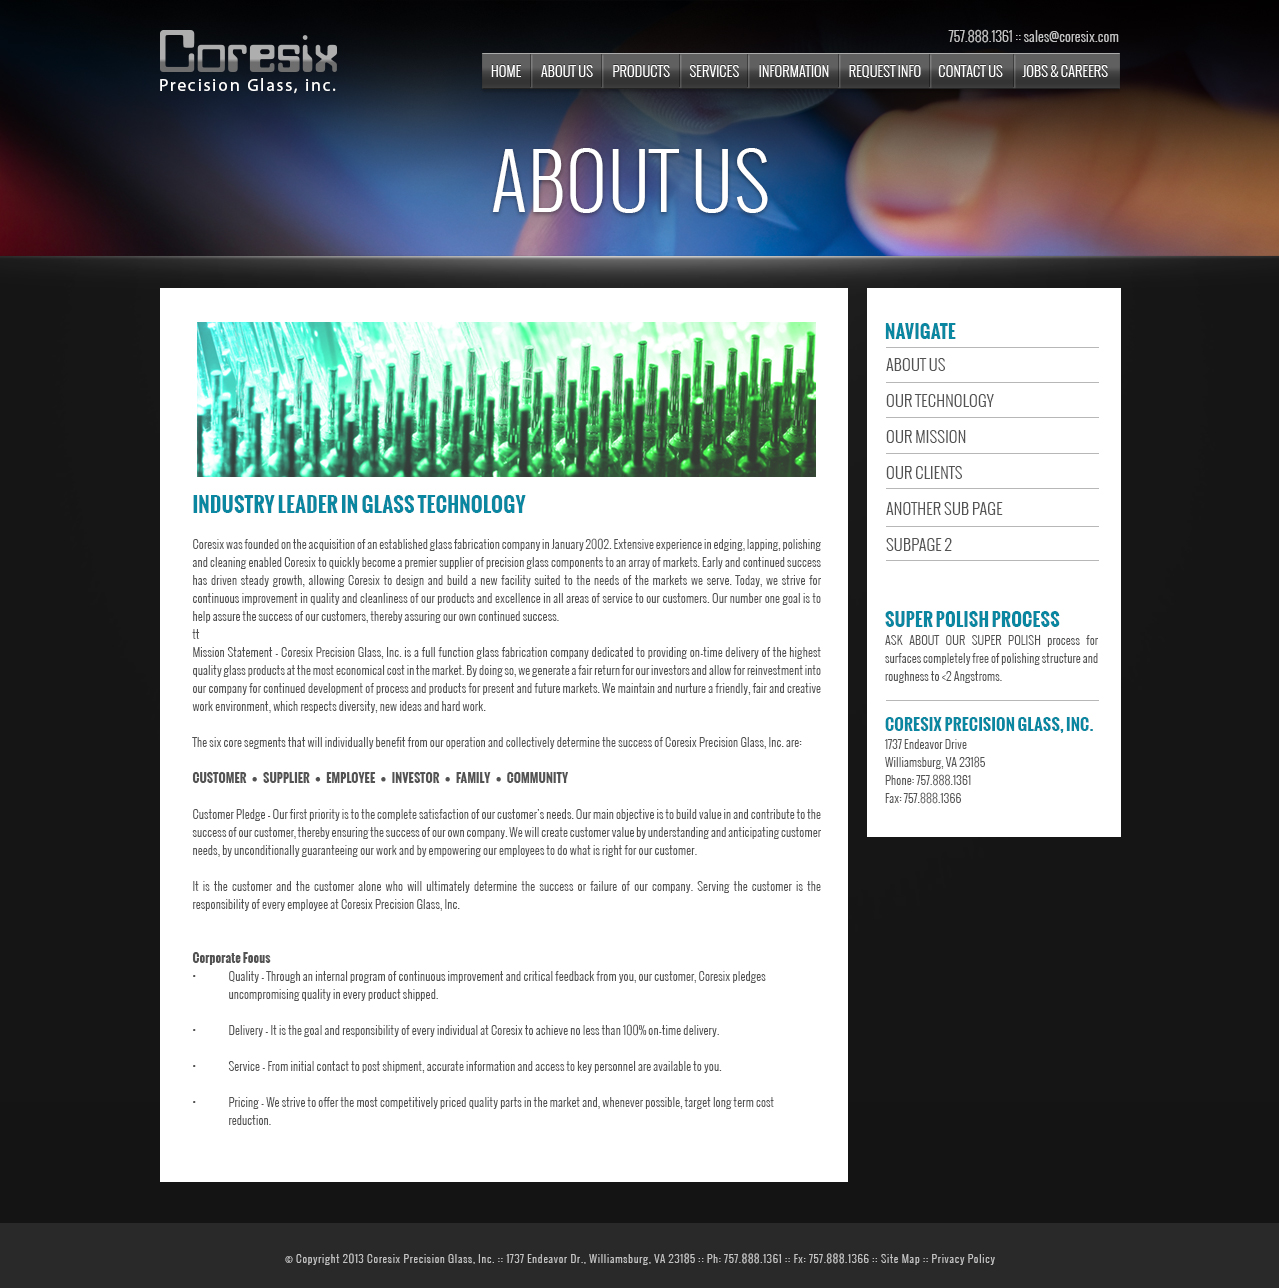 Coresix
Precision Glass, inc.
757.888.1361 :: sales@coresix.com
HOME ABOUT US PRODUCTS SERVICES INFORMATION REQUEST INFO CONTACT US JOBS & CAREERS
ABOUT US
INDUSTRY LEADER IN GLASS TECHNOLOGY
Coresix was founded on the acquisition of an established glass fabrication company in January 2002. Extensive experience in edging, lapping, polishing
and cleaning enabled Coresix to quickly become a premier supplier of precision glass components to an array of markets. Early and continued success
has driven steady growth, allowing Coresix to design and build a new facility suited to the needs of the markets we serve. Today, we strive for
continuous improvement in quality and cleanliness of our products and excellence in all areas of service to our customers. Our number one goal is to
help assure the success of our customers, thereby assuring our own continued success.
tt
Mission Statement - Coresix Precision Glass, Inc. is a full function glass fabrication company dedicated to providing on-time delivery of the highest
quality glass products at the most economical cost in the market. By doing so, we generate a fair return for our investors and allow for reinvestment into
our company for continued development of process and products for present and future markets. We maintain and nurture a friendly, fair and creative
work environment, which respects diversity, new ideas and hard work.
The six core segments that will individually benefit from our operation and collectively determine the success of Coresix Precision Glass, Inc. are:
CUSTOMER • SUPPLIER • EMPLOYEE • INVESTOR • FAMILY • COMMUNITY
Customer Pledge - Our first priority is to the complete satisfaction of our customer's needs. Our main objective is to build value in and contribute to the
success of our customer, thereby ensuring the success of our own company. We will create customer value by understanding and anticipating customer
needs, by unconditionally guaranteeing our work and by empowering our employees to do what is right for our customer.
It is the customer and the customer alone who will ultimately determine the success or failure of our company. Serving the customer is the
responsibility of every employee at Coresix Precision Glass, Inc.
Corporate Foous
• Quality - Through an internal program of continuous improvement and critical feedback from you, our customer, Coresix pledges
uncompromising quality in every product shipped.
• Delivery - It is the goal and responsibility of every individual at Coresix to achieve no less than 100% on-time delivery.
• Service - From initial contact to post shipment, accurate information and access to key personnel are available to you.
• Pricing - We strive to offer the most competitively priced quality parts in the market and, whenever possible, target long term cost
reduction.
NAVIGATE
ABOUT US
OUR TECHNOLOGY
OUR MISSION
OUR CLIENTS
ANOTHER SUB PAGE
SUBPAGE 2
SUPER POLISH PROCESS
ASK ABOUT OUR SUPER POLISH process for
surfaces completely free of polishing structure and
roughness to <2 Angstroms.
CORESIX PRECISION GLASS, INC.
1737 Endeavor Drive
Williamsburg, VA 23185
Phone: 757.888.1361
Fax: 757.888.1366
© Copyright 2013 Coresix Precision Glass, Inc. :: 1737 Endeavor Dr., Williamsburg, VA 23185 :: Ph: 757.888.1361 :: Fx: 757.888.1366 :: Site Map :: Privacy Policy